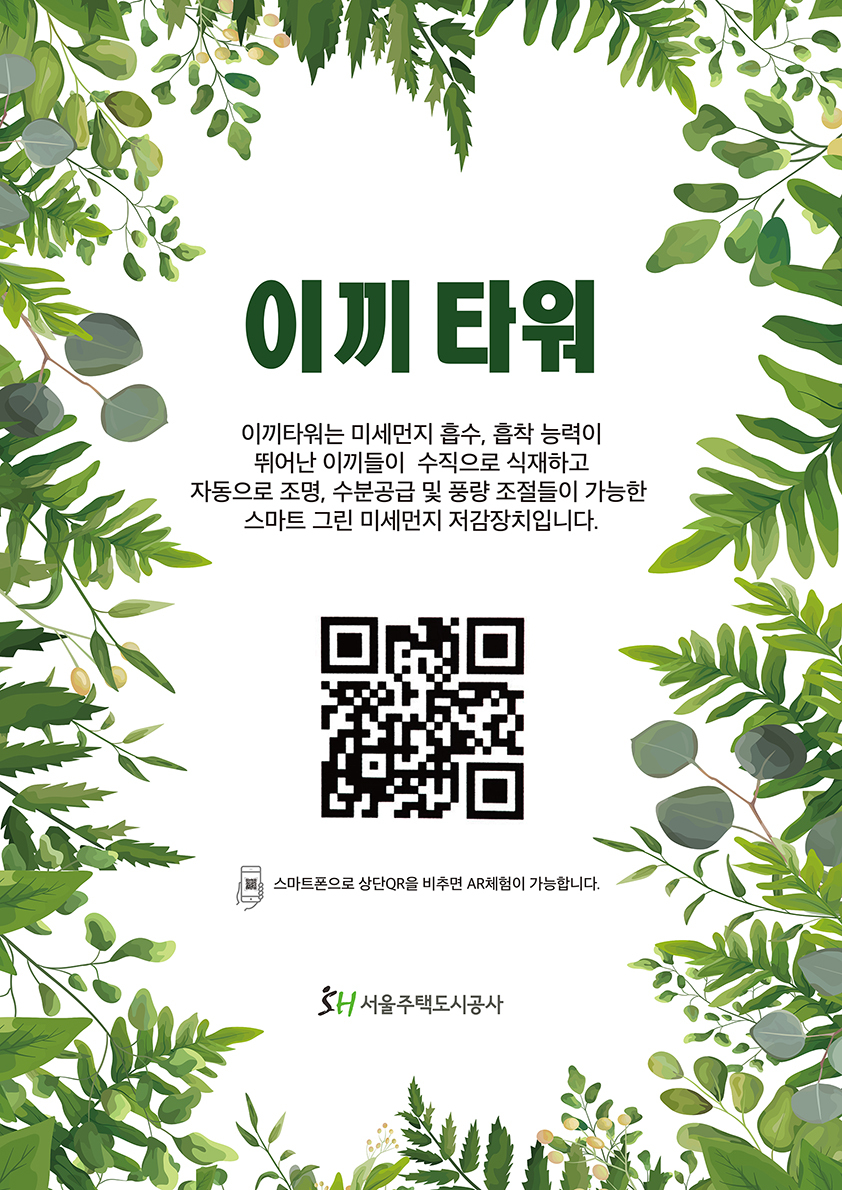 이끼 타워
이끼타워는 미세먼지 흡수, 흡착 능력이
뛰어난 이끼들이 수직으로 식재하고
자동으로 조명, 수분공급 및 풍량 조절들이 가능한
스마트 그린 미세먼지 저감장치입니다.
스마트폰으로 상단QR을 비추면 AR체험이 가능합니다.
SH 서울주택도시공사